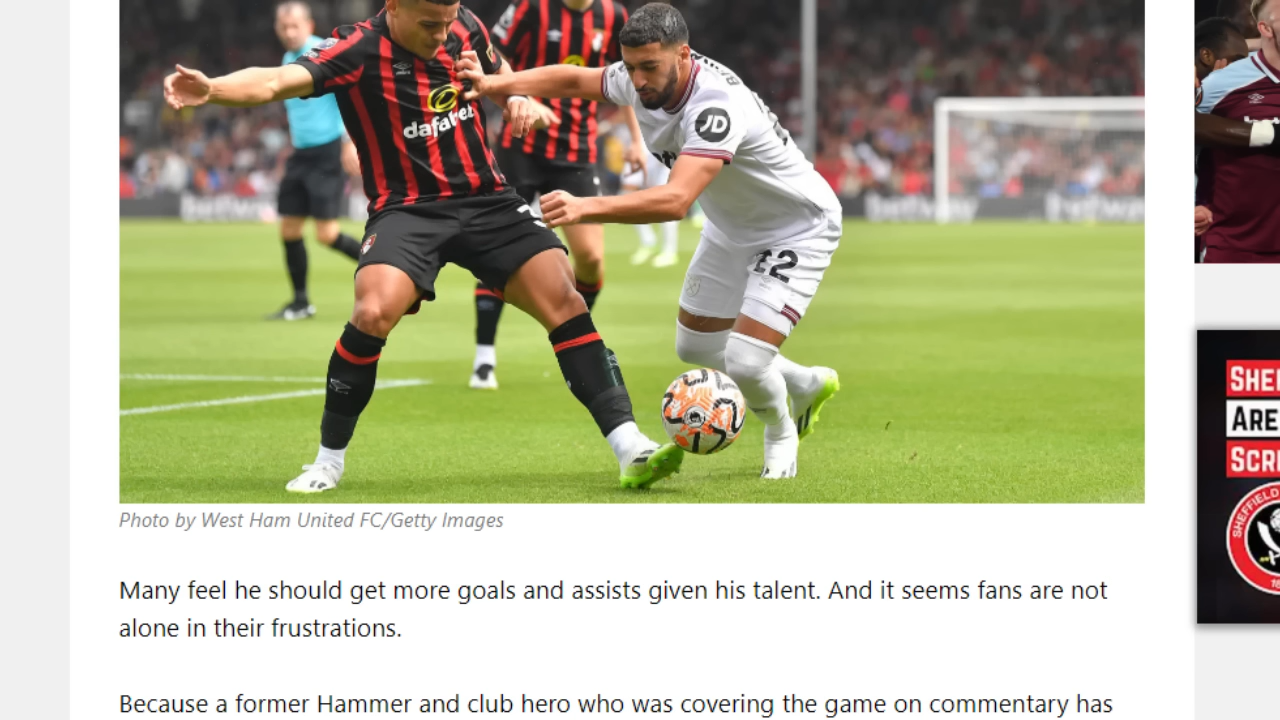 dafabet
JD
22
Photo by West Ham United FC/Getty Images
Many feel he should get more goals and assists given his talent. And it seems fans are not
alone in their frustrations.
Because a former Hammer and club hero who was covering the game on commentary has